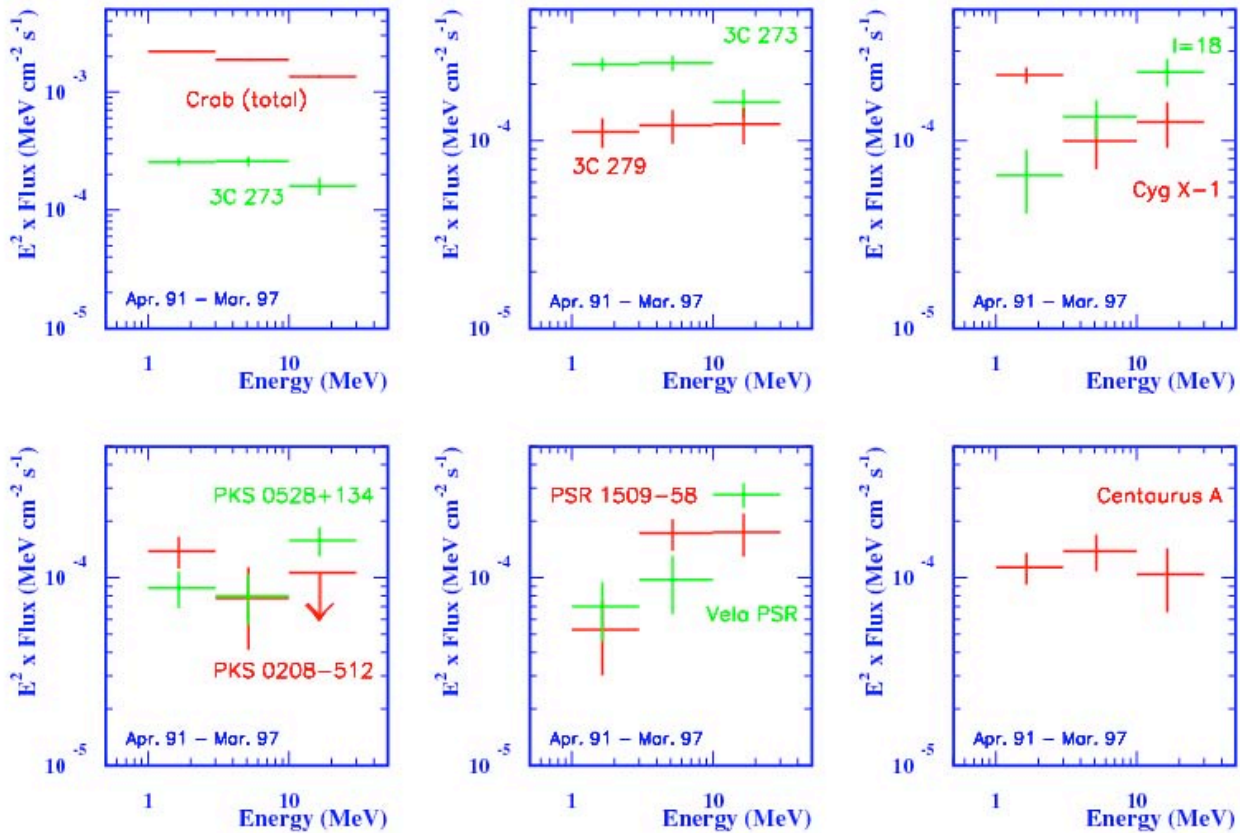 E² x Flux (MeV cm⁻² s⁻¹)
10⁻³
10⁻⁴
10⁻⁵
Crab (total)
3C 273
Apr. 91 – Mar. 97
1
10
Energy (MeV)
E² x Flux (MeV cm⁻² s⁻¹)
10⁻⁴
10⁻⁵
3C 273
3C 279
Apr. 91 – Mar. 97
1
10
Energy (MeV)
E² x Flux (MeV cm⁻² s⁻¹)
10⁻⁴
10⁻⁵
l=18
Cyg X–1
Apr. 91 – Mar. 97
1
10
Energy (MeV)
E² x Flux (MeV cm⁻² s⁻¹)
10⁻⁴
10⁻⁵
PKS 0528+134
PKS 0208–512
Apr. 91 – Mar. 97
1
10
Energy (MeV)
E² x Flux (MeV cm⁻² s⁻¹)
10⁻⁴
10⁻⁵
PSR 1509–58
Vela PSR
Apr. 91 – Mar. 97
1
10
Energy (MeV)
E² x Flux (MeV cm⁻² s⁻¹)
10⁻⁴
10⁻⁵
Centaurus A
Apr. 91 – Mar. 97
1
10
Energy (MeV)